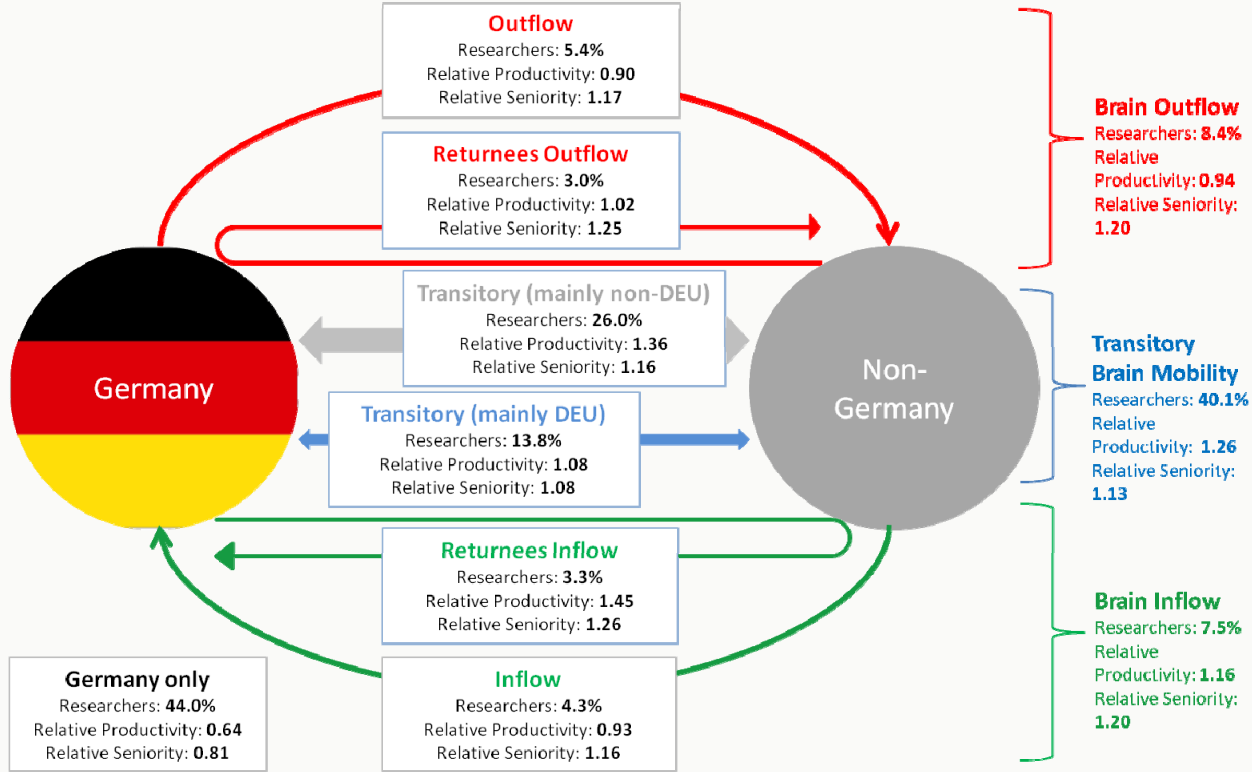 Outflow
Researchers: 5.4%
Relative Productivity: 0.90
Relative Seniority: 1.17
Returnees Outflow
Researchers: 3.0%
Relative Productivity: 1.02
Relative Seniority: 1.25
Transitory (mainly non-DEU)
Researchers: 26.0%
Relative Productivity: 1.36
Relative Seniority: 1.16
Germany
Non-
Germany
Transitory (mainly DEU)
Researchers: 13.8%
Relative Productivity: 1.08
Relative Seniority: 1.08
Returnees Inflow
Researchers: 3.3%
Relative Productivity: 1.45
Relative Seniority: 1.26
Germany only
Researchers: 44.0%
Relative Productivity: 0.64
Relative Seniority: 0.81
Inflow
Researchers: 4.3%
Relative Productivity: 0.93
Relative Seniority: 1.16
Brain Outflow
Researchers: 8.4%
Relative
Productivity: 0.94
Relative Seniority:
1.20
Transitory
Brain Mobility
Researchers: 40.1%
Relative
Productivity: 1.26
Relative Seniority:
1.13
Brain Inflow
Researchers: 7.5%
Relative
Productivity: 1.16
Relative Seniority:
1.20